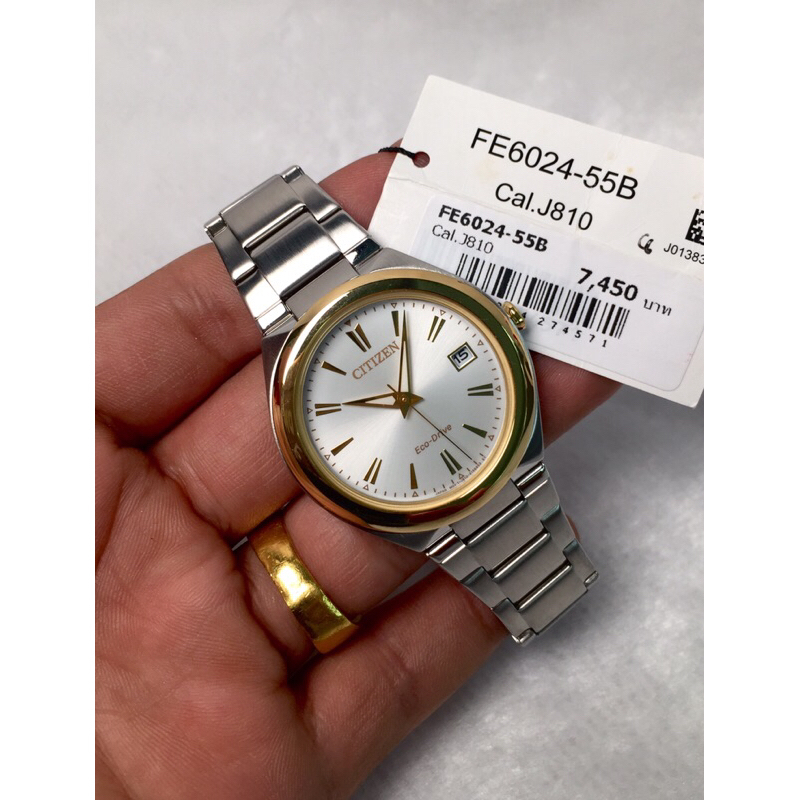 FE6024-55B
Cal.J810
FE6024-55B
Cal.J810
7,450 บาท
274571
CITIZEN
15
Eco-Drive